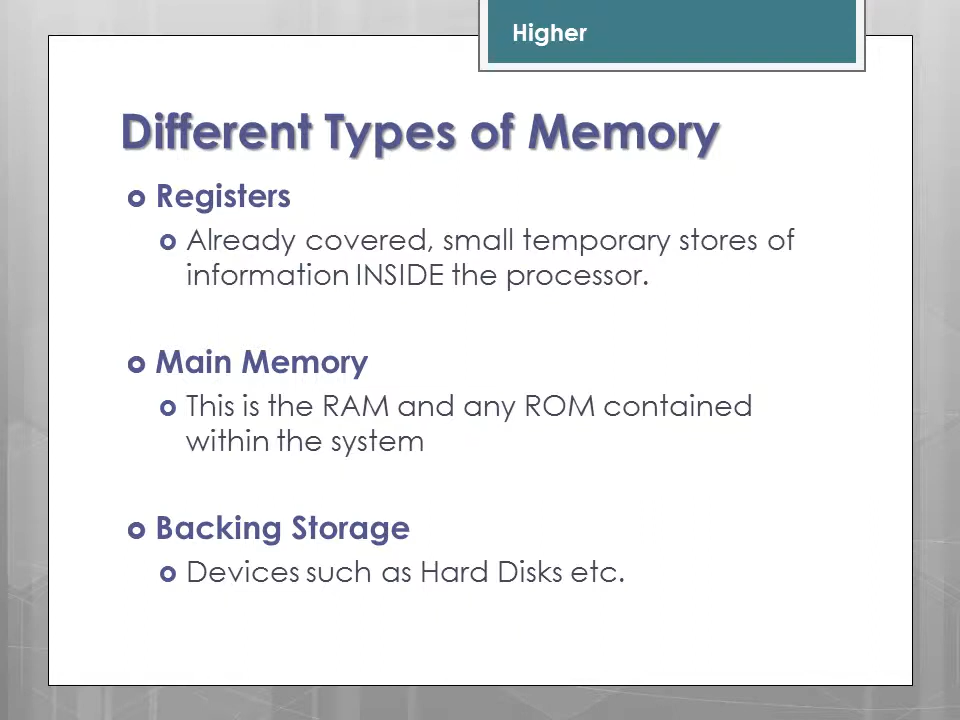 Higher
Different Types of Memory
Registers
Already covered, small temporary stores of
information INSIDE the processor.
Main Memory
This is the RAM and any ROM contained
within the system
Backing Storage
Devices such as Hard Disks etc.